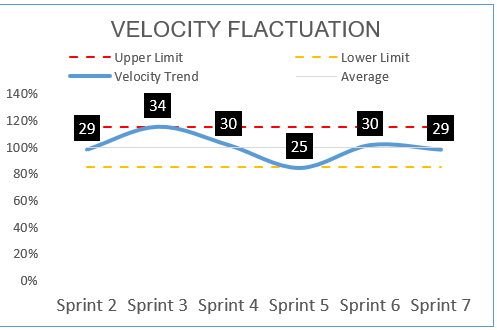 VELOCITY FLACTUATION
Upper Limit Lower Limit
Velocity Trend Average
140%
120%
100%
80%
60%
40%
20%
0%
29 34 30 25 30 29
Sprint 2 Sprint 3 Sprint 4 Sprint 5 Sprint 6 Sprint 7